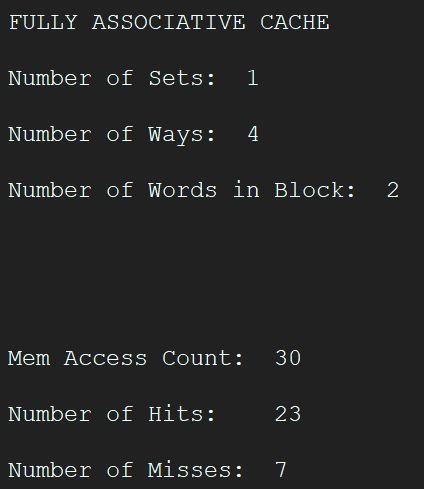 FULLY ASSOCIATIVE CACHE
Number of Sets:  1
Number of Ways:  4
Number of Words in Block:  2
Mem Access Count:  30
Number of Hits:    23
Number of Misses:  7